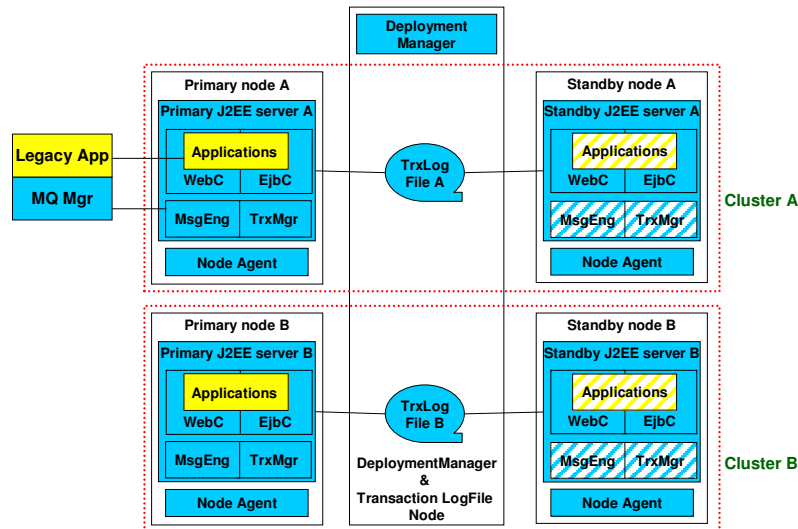 Deployment
Manager
Primary node A
Primary J2EE server A
Applications
WebC
EjbC
MsgEng
TrxMgr
Node Agent
Legacy App
MQ Mgr
TrxLog
File A
Standby node A
Standby J2EE server A
Applications
WebC
EjbC
MsgEng
TrxMgr
Node Agent
Cluster A
Primary node B
Primary J2EE server B
Applications
WebC
EjbC
MsgEng
TrxMgr
Node Agent
TrxLog
File B
DeploymentManager
&
Transaction LogFile
Node
Standby node B
Standby J2EE server B
Applications
WebC
EjbC
MsgEng
TrxMgr
Node Agent
Cluster B